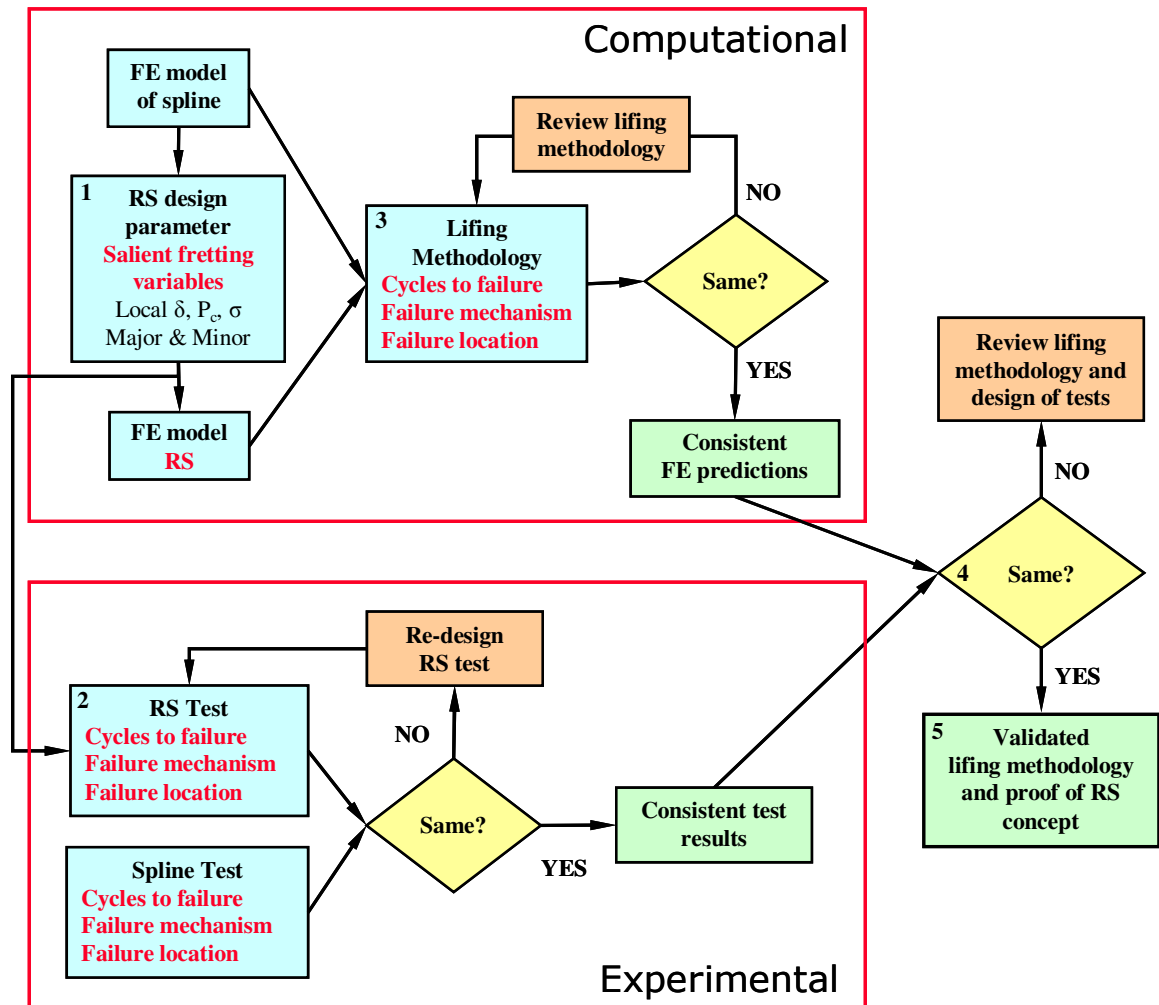 Computational
FE model
of spline
1
RS design
parameter
Salient fretting
variables
Local δ, Pc, σ
Major & Minor
FE model
RS
Review lifing
methodology
3
Lifing
Methodology
Cycles to failure
Failure mechanism
Failure location
NO
Same?
YES
Consistent
FE predictions
Review lifing
methodology and
design of tests
NO
4
Same?
YES
5
Validated
lifing methodology
and proof of RS
concept
Re-design
RS test
2
RS Test
Cycles to failure
Failure mechanism
Failure location
NO
Same?
YES
Consistent test
results
Spline Test
Cycles to failure
Failure mechanism
Failure location
Experimental